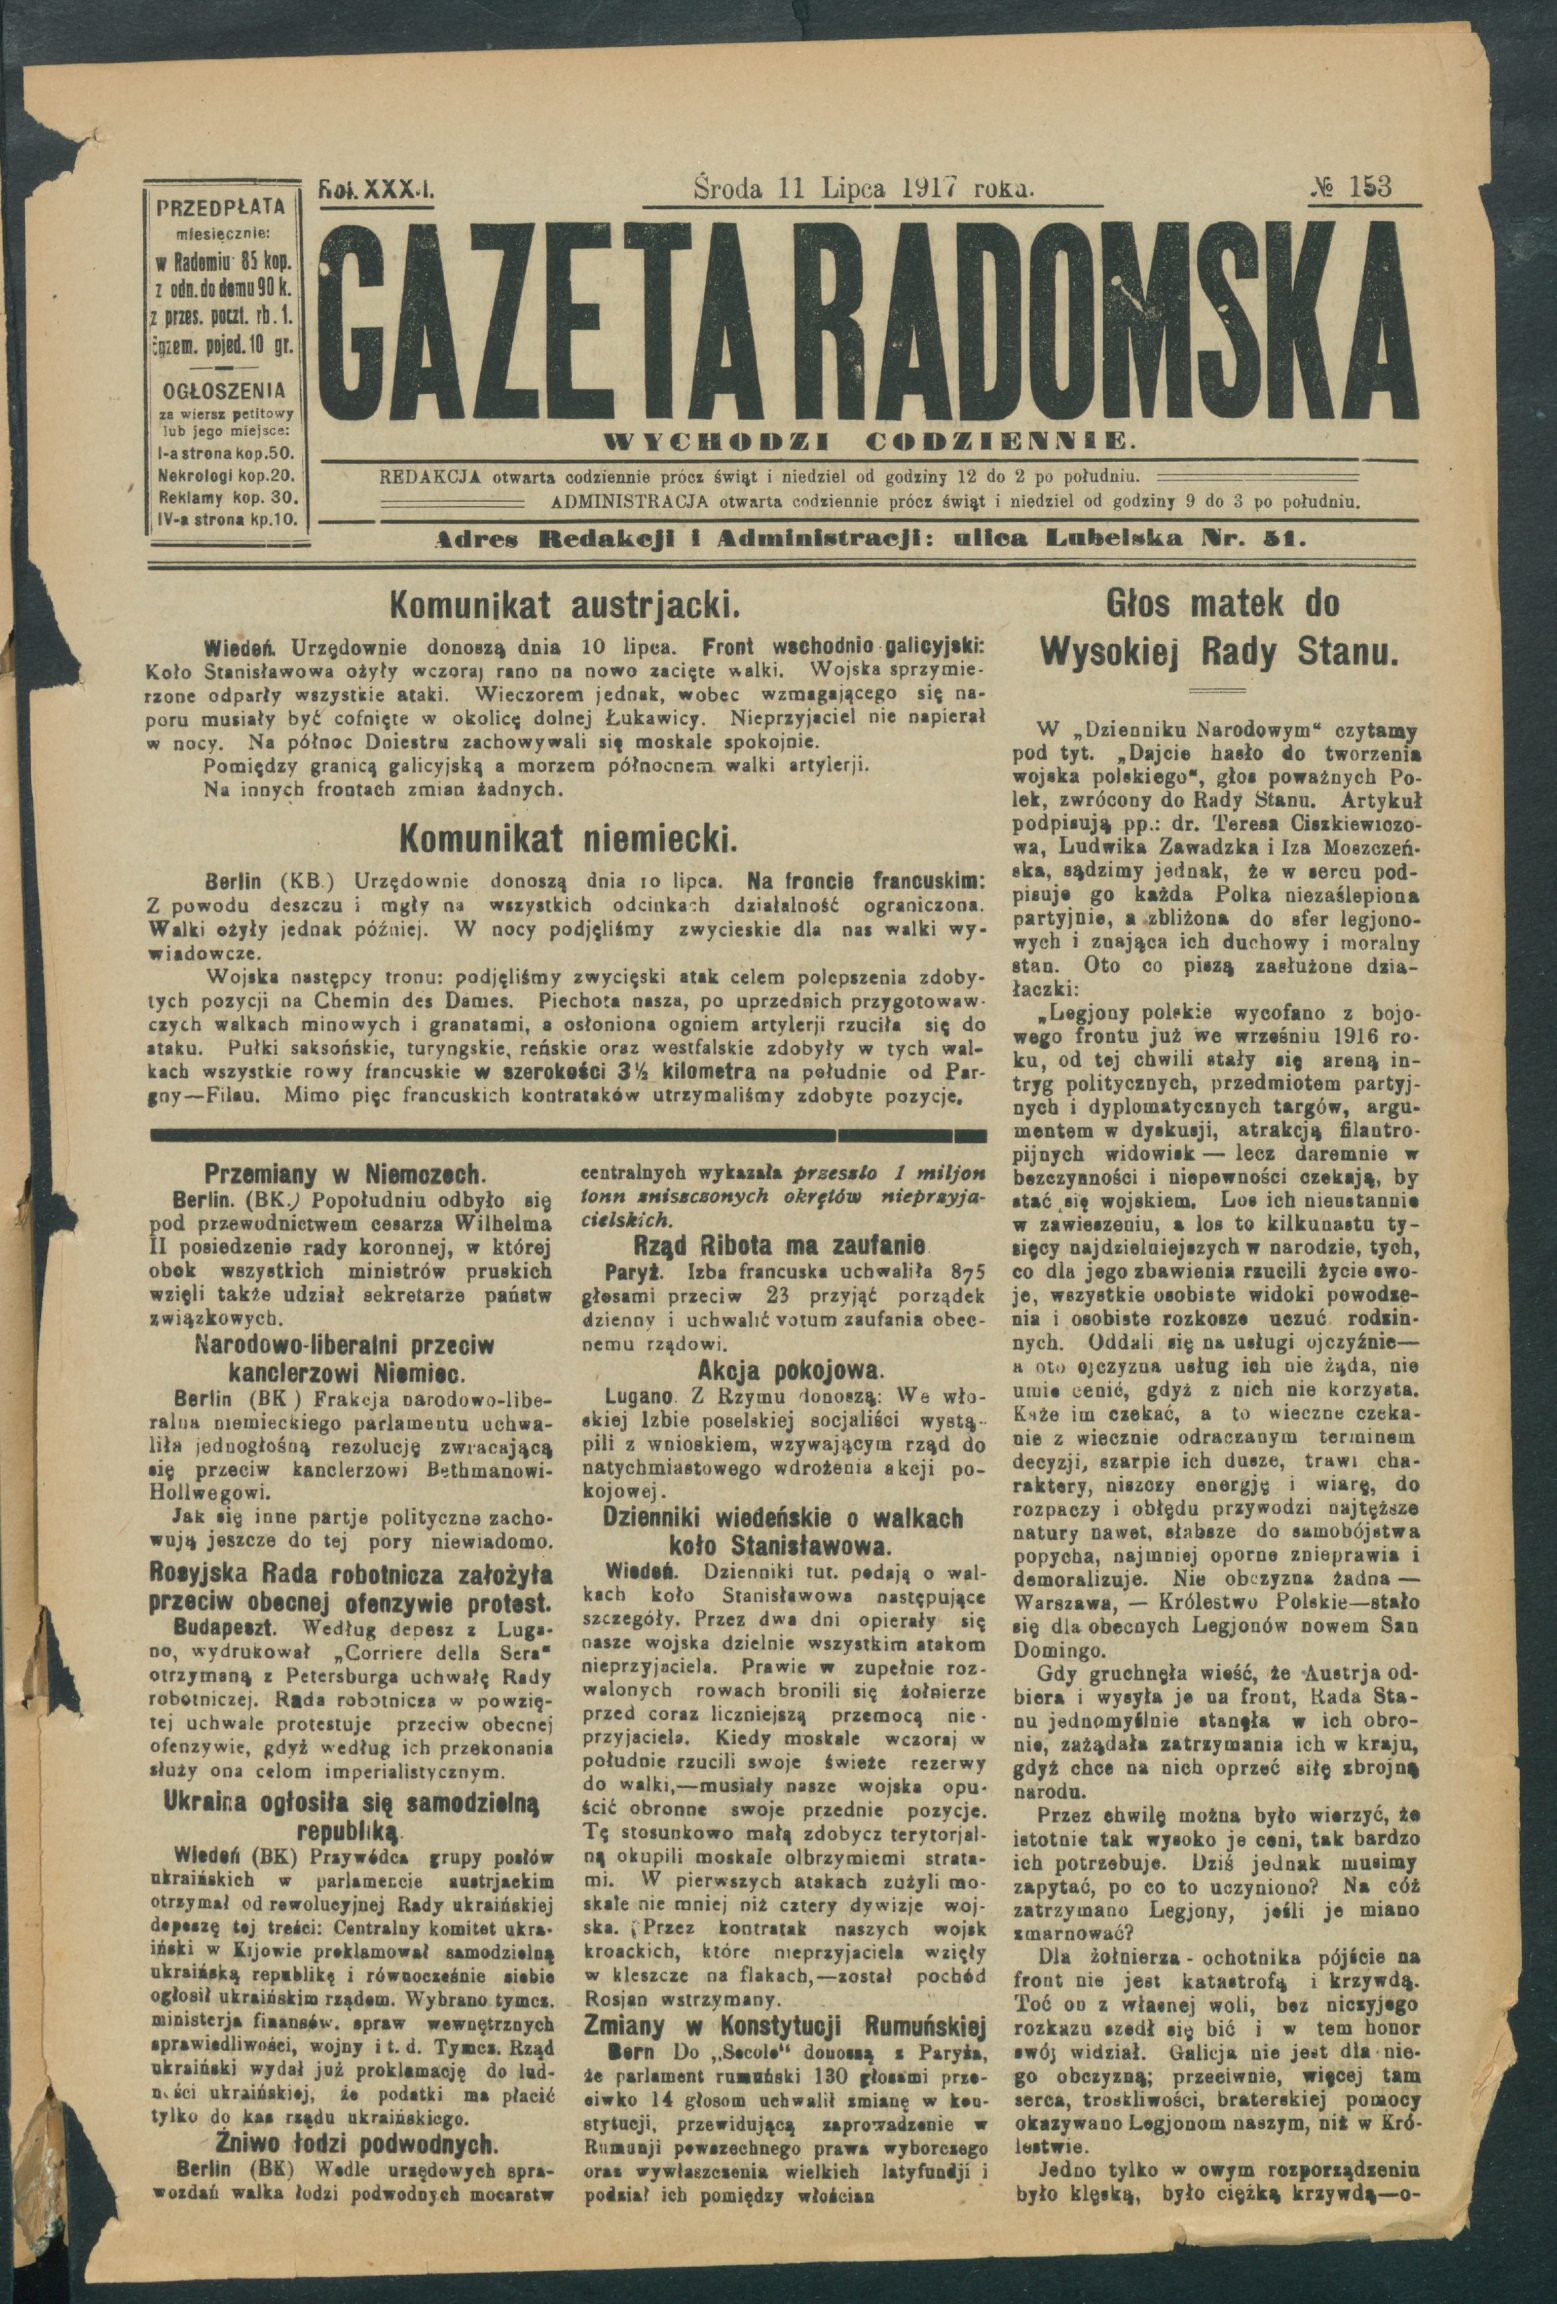 PRZEDPŁATA
miesięcznie:
w Radomiu 85 kop.
z odn. do domu 90 k.
z przes. poczt. rb. 1.
Egzem. pojed. 10 gr.
OGŁOSZENIA
za wiersz petitowy
lub jego miejsce:
I-a strona kop. 50.
Nekrologi kop. 20.
Reklamy kop. 30.
IV-a strona kp. 10.
Środa 11 Lipca 1917 roku.
№ 153
GAZETA RADOMSKA
WYCHODZI CODZIENNIE.
REDAKCJA otwarta codziennie prócz świąt i niedziel od godziny 12 do 2 po południu.
ADMINISTRACJA otwarta codziennie prócz świąt i niedziel od godziny 9 do 3 po południu.
Adres Redakcji i Administracji: ulica Lubelska Nr. 51.
Komunikat austrjacki.
Wiedeń. Urzędownie donoszą dnia 10 lipca. Front wschodnio galicyjski:
Koło Stanisławowa ożyły wczoraj rano na nowo zacięte walki. Wojska sprzymie-
rzone odparły wszystkie ataki. Wieczorem jednak, wobec wzmagającego się na-
poru musiały być cofnięte w okolicę dolnej Łukawicy. Nieprzyjaciel nie napierał
w nocy. Na północ Dniestru zachowywali się moskale spokojnie.
Pomiędzy granicą galicyjską a morzem północnem walki artylerji.
Na innych frontach zmian żadnych.
Komunikat niemiecki.
Berlin (KB.) Urzędownie donoszą dnia 10 lipca. Na froncie francuskim:
Z powodu deszczu i mgły na wszystkich odcinkach działalność ograniczona.
Walki ożyły jednak później. W nocy podjęliśmy zwycieskie dla nas walki wy-
wiadowcze.
Wojska następcy tronu: podjęliśmy zwycięski atak celem polepszenia zdoby-
tych pozycji na Chemin des Dames. Piechota nasza, po uprzednich przygotowaw-
czych walkach minowych i granatami, a osłoniona ogniem artylerji rzuciła się do
ataku. Pułki saksońskie, turyngskie, reńskie oraz westfalskie zdobyły w tych wal-
kach wszystkie rowy francuskie w szerokości 3½ kilometra na południe od Par-
gny—Filau. Mimo pięc francuskich kontrataków utrzymaliśmy zdobyte pozycje.
Przemiany w Niemczech.
Berlin. (BK.) Popołudniu odbyło się
pod przewodnictwem cesarza Wilhelma
II posiedzenie rady koronnej, w której
obok wszystkich ministrów pruskich
wzięli także udział sekretarze państw
związkowych.
Narodowo-liberalni przeciw
kanclerzowi Niemiec.
Berlin (BK) Frakcja narodowo-libe-
ralna niemieckiego parlamentu uchwa-
liła jednogłośną rezolucję zwracającą
się przeciw kanclerzowi Bethmanowi-
Hollwegowi.
Jak się inne partje polityczne zacho-
wują jeszcze do tej pory niewiadomo.
Rosyjska Rada robotnicza założyła
przeciw obecnej ofenzywie protest.
Budapeszt. Według depesz z Luga-
no, wydrukował „Corriere della Sera"
otrzymaną z Petersburga uchwałę Rady
robotniczej. Rada robotnicza w powzię-
tej uchwale protestuje przeciw obecnej
ofenzywie, gdyż według ich przekonania
służy ona celom imperialistycznym.
Ukraina ogłosiła się samodzielną
republiką.
Wiedeń (BK) Przywódca grupy posłów
ukraińskich w parlamencie austrjackim
otrzymał od rewolucyjnej Rady ukraińskiej
depeszę tej treści: Centralny komitet ukra-
iński w Kijowie proklamował samodzielną
ukraińską republikę i równocześnie siebie
ogłosił ukraińskim rządem. Wybrano tymcz.
ministerja finansów, spraw wewnętrznych
sprawiedliwości, wojny i t. d. Tymcz. Rząd
ukraiński wydał już proklamację do lud-
ności ukraińskiej, że podatki ma płacić
tylko do kas rządu ukraińskiego.
Żniwo łodzi podwodnych.
Berlin (BK) Wedle urzędowych spra-
wozdań walka łodzi podwodnych mocarstw
centralnych wykazała przeszło 1 miljon
tonn zniszczonych okrętów nieprzyja-
cielskich.
Rząd Ribota ma zaufanie
Paryż. Izba francuska uchwaliła 875
głosami przeciw 23 przyjąć porządek
dzienny i uchwalić votum zaufania obec-
nemu rządowi.
Akcja pokojowa.
Lugano. Z Rzymu donoszą: We wło-
skiej Izbie poselskiej socjaliści wystą-
pili z wnioskiem, wzywającym rząd do
natychmiastowego wdrożenia akcji po-
kojowej.
Dzienniki wiedeńskie o walkach
koło Stanisławowa.
Wiedeń. Dzienniki tut. podają o wal-
kach koło Stanisławowa następujące
szczegóły. Przez dwa dni opierały się
nasze wojska dzielnie wszystkim atakom
nieprzyjaciela. Prawie w zupełnie roz-
walonych rowach bronili się żołnierze
przed coraz liczniejszą przemocą nie-
przyjaciela. Kiedy moskale wczoraj w
południe rzucili swoje świeże rezerwy
do walki,—musiały nasze wojska opu-
ścić obronne swoje przednie pozycje.
Tę stosunkowo małą zdobycz terytorjal-
ną okupili moskale olbrzymiemi strata-
mi. W pierwszych atakach zużyli mo-
skale nie mniej niż cztery dywizje woj-
ska. Przez kontratak naszych wojsk
kroackich, które nieprzyjaciela wzięły
w kleszcze na flakach,—został pochód
Rosjan wstrzymany.
Zmiany w Konstytucji Rumuńskiej
Bern Do „Secolo" donoszą z Paryża,
że parlament rumuński 130 głosami prze-
ciwko 14 głosom uchwalił zmianę w kon-
stytucji, przewidującą zaprowadzenie w
Rumunji powszechnego prawa wyborczego
oraz wywłaszczenia wielkich latyfundji i
podział ich pomiędzy włościan
Głos matek do
Wysokiej Rady Stanu.
W „Dzienniku Narodowym" czytamy
pod tyt. „Dajcie hasło do tworzenia
wojska polskiego", głos poważnych Po-
lek, zwrócony do Rady Stanu. Artykuł
podpisują pp.: dr. Teresa Ciszkiewiczo-
wa, Ludwika Zawadzka i Iza Moszczeń-
ska, sądzimy jednak, że w sercu pod-
pisuje go każda Polka niezaślepiona
partyjnie, a zbliżona do sfer legjono-
wych i znająca ich duchowy i moralny
stan. Oto co piszą zasłużone dzia-
łaczki:
„Legjony polskie wycofano z bojo-
wego frontu już we wrześniu 1916 ro-
ku, od tej chwili stały się areną in-
tryg politycznych, przedmiotem partyj-
nych i dyplomatycznych targów, argu-
mentem w dyskusji, atrakcją filantro-
pijnych widowisk — lecz daremnie w
bezczynności i niepewności czekają, by
stać się wojskiem. Los ich nieustannie
w zawieszeniu, a los to kilkunastu ty-
sięcy najdzielniejszych w narodzie, tych,
co dla jego zbawienia rzucili życie swo-
je, wszystkie osobiste widoki powodze-
nia i osobiste rozkosze uczuć rodzin-
nych. Oddali się na usługi ojczyźnie—
a oto ojczyzna usług ich nie żąda, nie
umie cenić, gdyż z nich nie korzysta.
Każe im czekać, a to wieczne czeka-
nie z wiecznie odraczanym terminem
decyzji, szarpie ich dusze, trawi cha-
raktery, niszczy energję i wiarę, do
rozpaczy i obłędu przywodzi najtęższe
natury nawet, słabsze do samobójstwa
popycha, najmniej oporne znieprawia i
demoralizuje. Nie obczyzna żadna —
Warszawa, — Królestwo Polskie—stało
się dla obecnych Legjonów nowem San
Domingo.
Gdy gruchnęła wieść, że Austrja od-
biera i wysyła je na front, Rada Sta-
nu jednomyślnie stanęła w ich obro-
nie, zażądała zatrzymania ich w kraju,
gdyż chce na nich oprzeć siłę zbrojną
narodu.
Przez chwilę można było wierzyć, że
istotnie tak wysoko je ceni, tak bardzo
ich potrzebuje. Dziś jednak musimy
zapytać, po co to uczyniono? Na cóż
zatrzymano Legjony, jeśli je miano
zmarnować?
Dla żołnierza - ochotnika pójście na
front nie jest katastrofą i krzywdą.
Toć on z własnej woli, bez niczyjego
rozkazu szedł się bić i w tem honor
swój widział. Galicja nie jest dla nie-
go obczyzną; przeciwnie, więcej tam
serca, troskliwości, braterskiej pomocy
okazywano Legjonom naszym, niż w Kró-
lestwie.
Jedno tylko w owym rozporządzeniu
było klęską, było ciężką krzywdą—o-